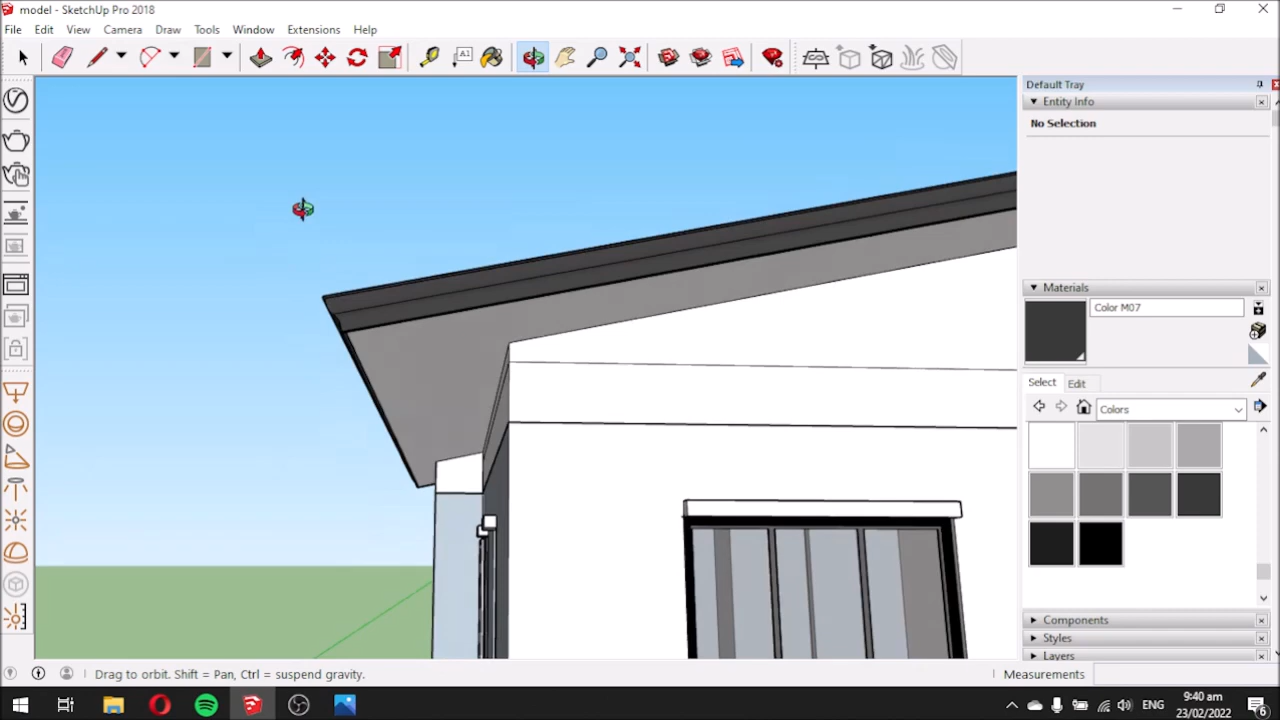 model - SketchUp Pro 2018
File Edit View Camera Draw Tools Window Extensions Help
A1
Default Tray
Entity Info
No Selection
Materials
Color M07
Select Edit
Colors
Components
Styles
Layers
Drag to orbit. Shift = Pan, Ctrl = suspend gravity.
Measurements
ENG
9:40 am
23/02/2022
6